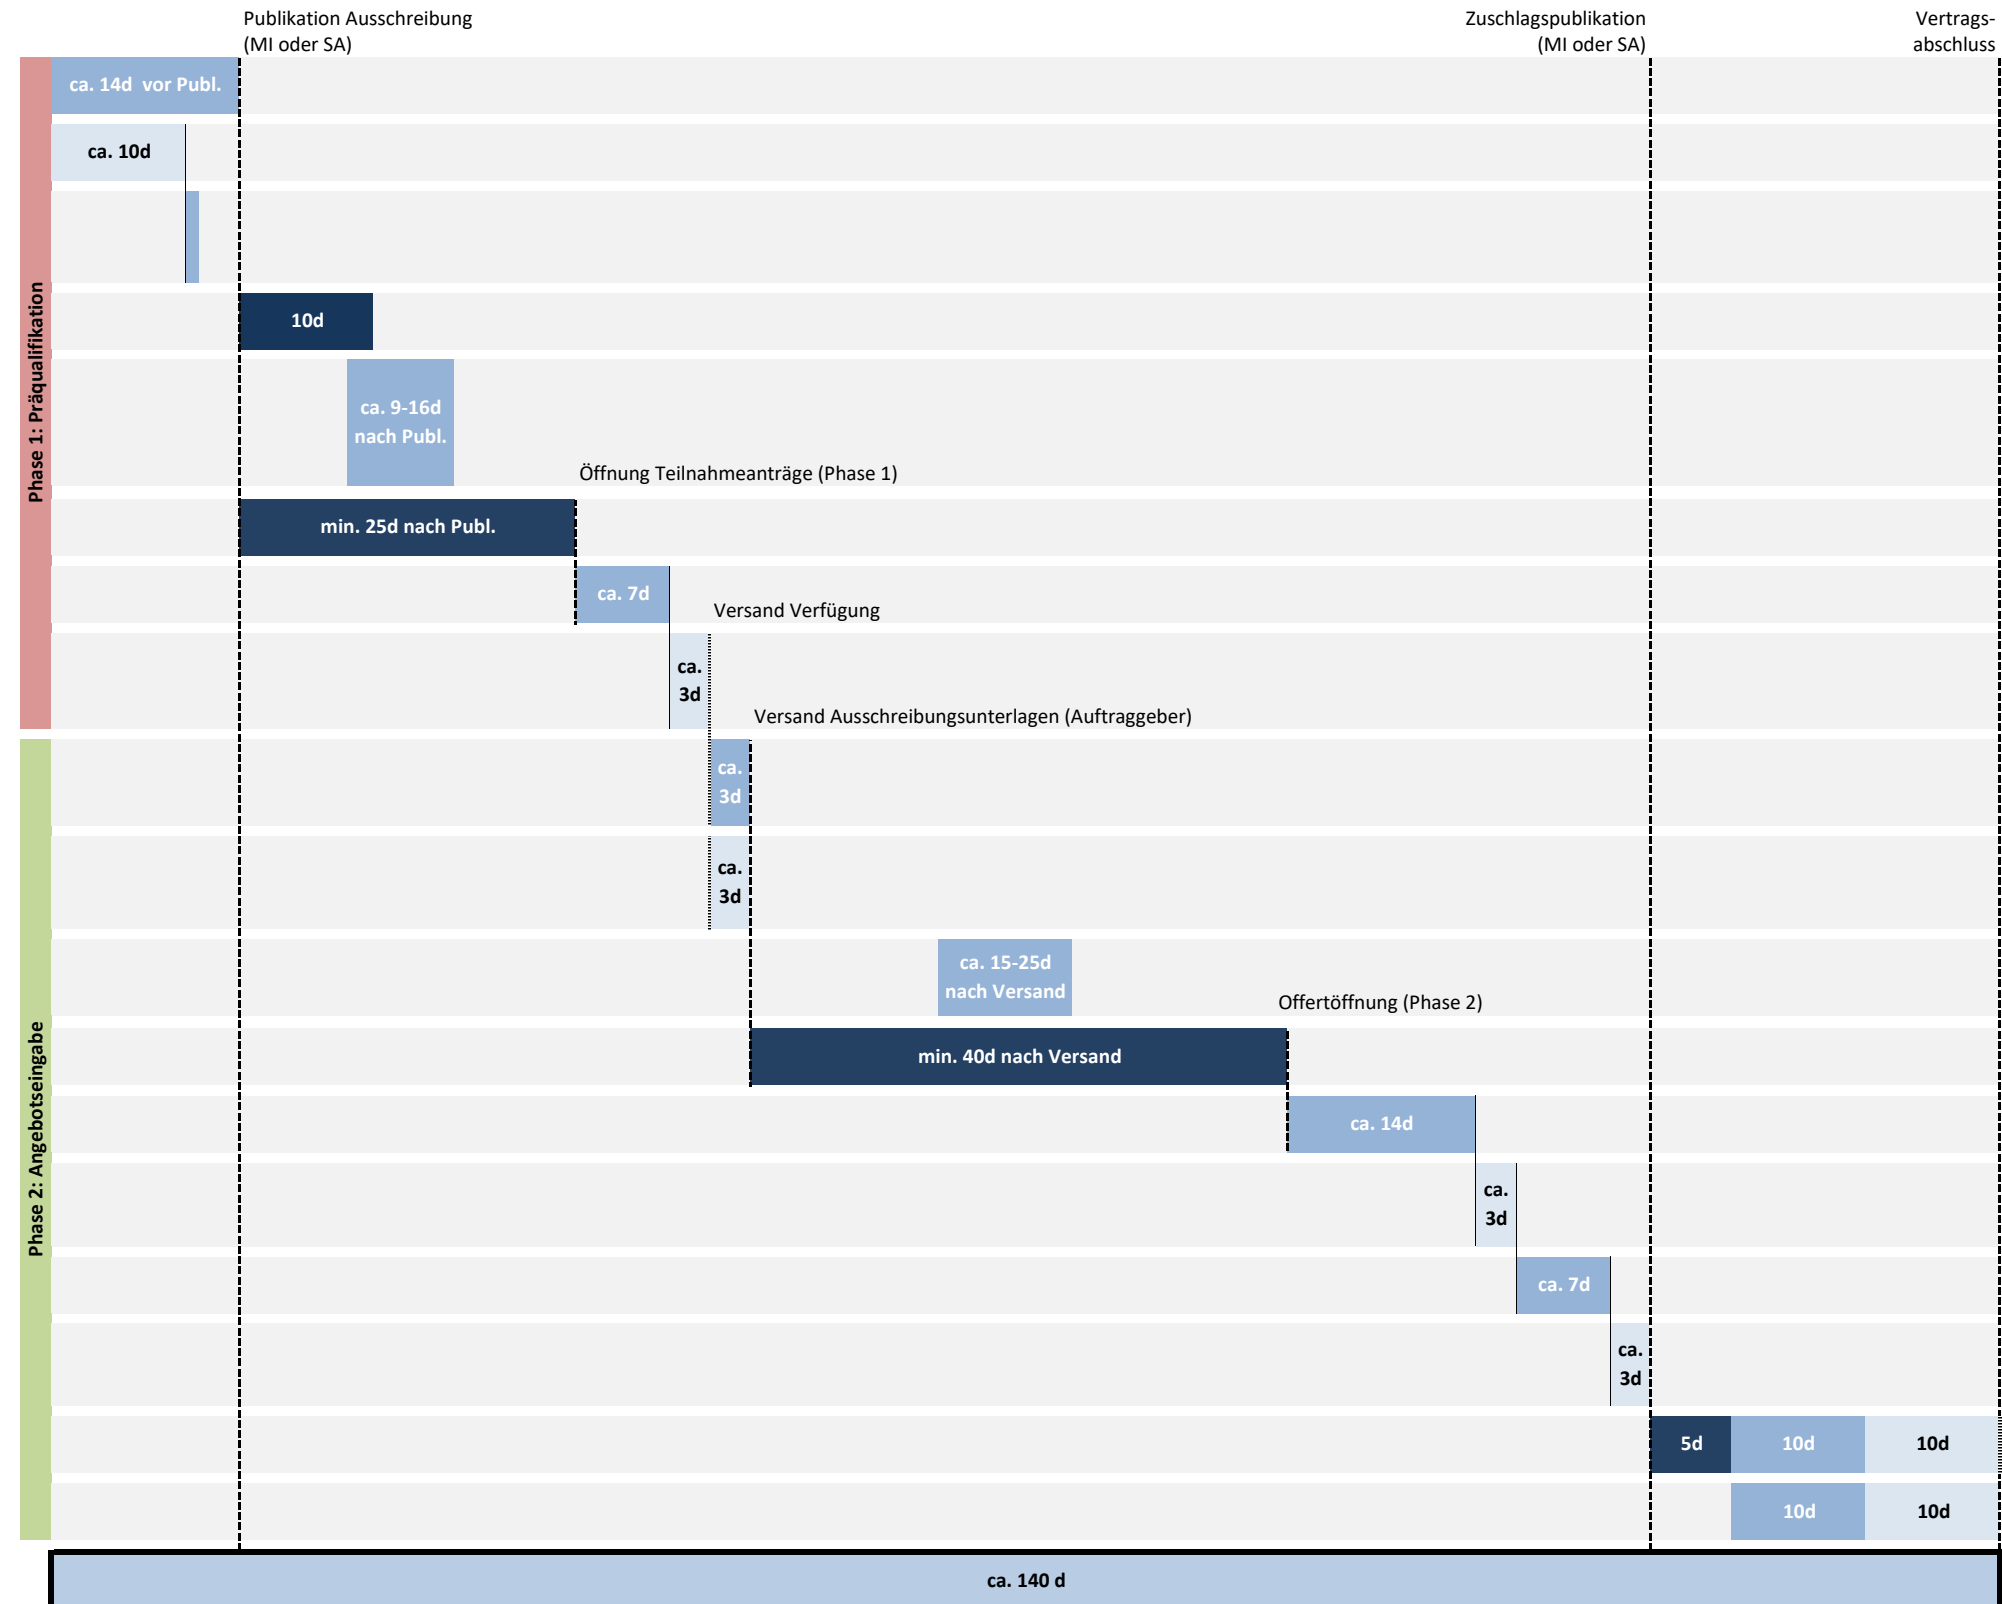 Publikation Ausschreibung
(MI oder SA)
Zuschlagspublikation
(MI oder SA)
Vertrags-
abschluss
Phase 1: Präqualifikation
ca. 14d  vor Publ.
ca. 10d
10d
ca. 9-16d
nach Publ.
Öffnung Teilnahmeanträge (Phase 1)
min. 25d nach Publ.
ca. 7d
Versand Verfügung
ca.
3d
Versand Ausschreibungsunterlagen (Auftraggeber)
Phase 2: Angebotseingabe
ca.
3d
ca.
3d
ca. 15-25d
nach Versand
Offertöffnung (Phase 2)
min. 40d nach Versand
ca. 14d
ca.
3d
ca. 7d
ca.
3d
5d
10d
10d
10d
10d
ca. 140 d